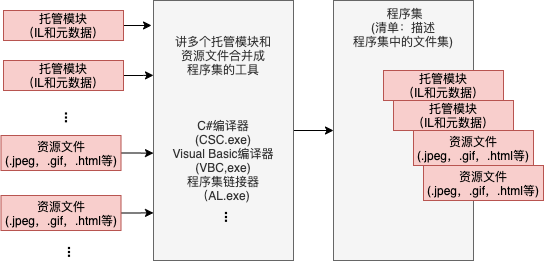 托管模块
(IL和元数据)
托管模块
(IL和元数据)
⋮
资源文件
(.jpeg，.gif，.html等)
资源文件
(.jpeg，.gif，.html等)
⋮
讲多个托管模块和
资源文件合并成
程序集的工具
C#编译器
(CSC.exe)
Visual Basic编译器
(VBC,exe)
程序集链接器
（AL.exe)
⋮
程序集
(清单：描述
程序集中的文件集)
托管模块
(IL和元数据)
托管模块
(IL和元数据)
资源文件
(.jpeg，.gif，.html等)
资源文件
(.jpeg，.gif，.html等)